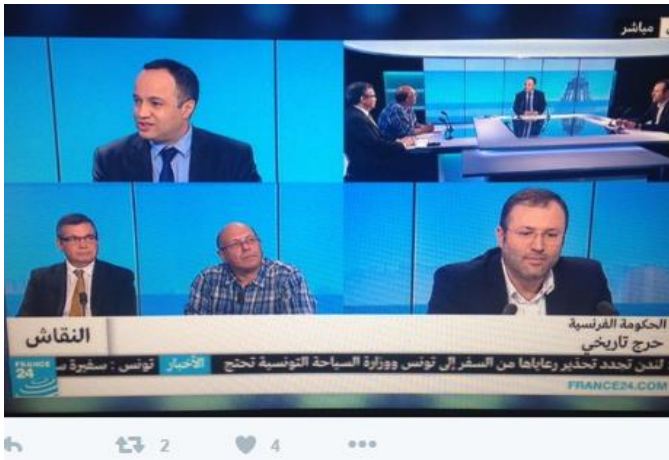 مباشر
النقاش
الحكومة الفرنسية
حرج تاريخي
لندن تجدد تحذير رعاياها من السفر إلى تونس ووزارة السياحة التونسية تحتج
الأخبار
تونس : سفيرة
FRANCE 24
FRANCE24.COM
2
4